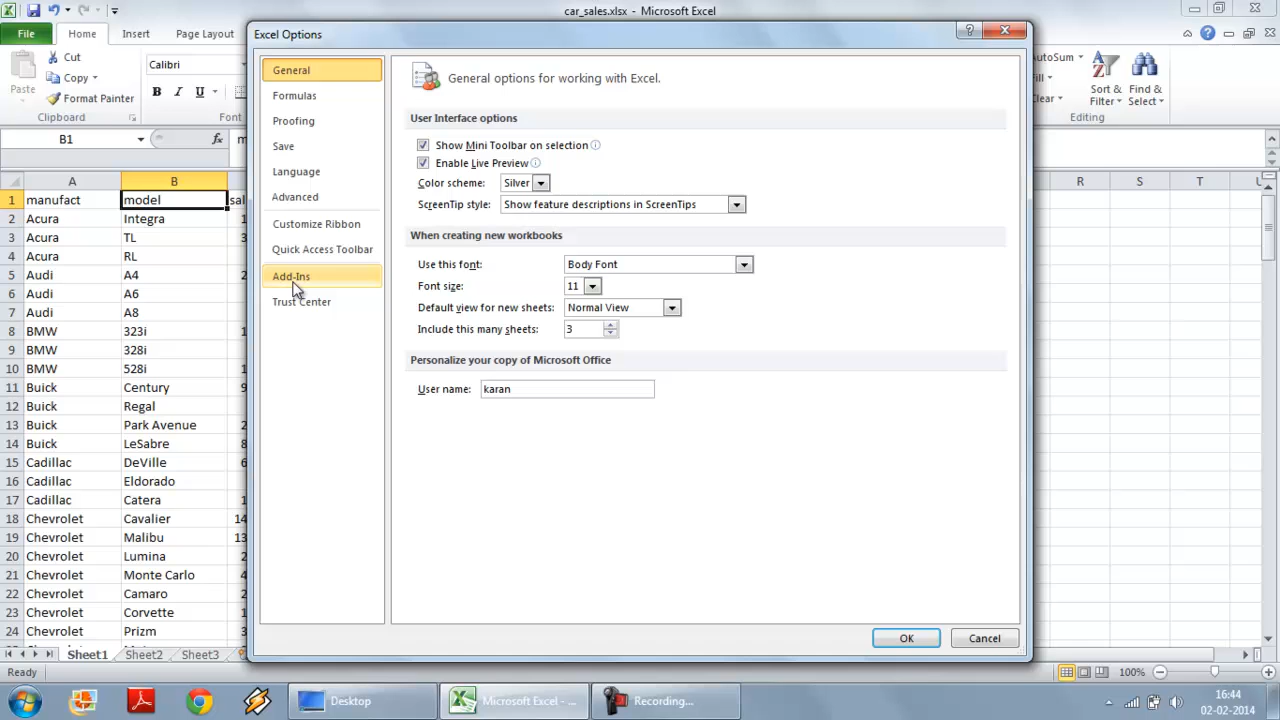 car_sales.xlsx - Microsoft Excel
File Home Insert Page Layout
Excel Options
Cut
Copy
Format Painter
Paste
Clipboard
Calibri
B I U
Font
AutoSum
Sort & Filter
Find & Select
Editing
B1
fx
General
Formulas
Proofing
Save
Language
Advanced
Customize Ribbon
Quick Access Toolbar
Add-Ins
Trust Center
General options for working with Excel.
User Interface options
Show Mini Toolbar on selection
Enable Live Preview
Color scheme: Silver
ScreenTip style: Show feature descriptions in ScreenTips
When creating new workbooks
Use this font: Body Font
Font size: 11
Default view for new sheets: Normal View
Include this many sheets: 3
Personalize your copy of Microsoft Office
User name: karan
OK Cancel
A B R S T
1 manufact model
2 Acura Integra
3 Acura TL
4 Acura RL
5 Audi A4
6 Audi A6
7 Audi A8
8 BMW 323i
9 BMW 328i
10 BMW 528i
11 Buick Century
12 Buick Regal
13 Buick Park Avenue
14 Buick LeSabre
15 Cadillac DeVille
16 Cadillac Eldorado
17 Cadillac Catera
18 Chevrolet Cavalier
19 Chevrolet Malibu
20 Chevrolet Lumina
21 Chevrolet Monte Carlo
22 Chevrolet Camaro
23 Chevrolet Corvette
24 Chevrolet Prizm
Sheet1 Sheet2 Sheet3
Ready 100%
Desktop Microsoft Excel - ... Recording...
16:44
02-02-2014